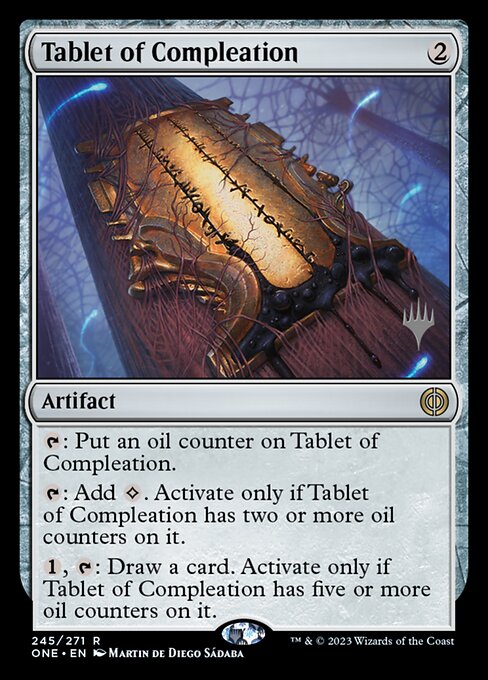 Tablet of Compleation 2
Artifact
: Put an oil counter on Tablet of
Compleation.
: Add . Activate only if Tablet
of Compleation has two or more oil
counters on it.
1, : Draw a card. Activate only if
Tablet of Compleation has five or more
oil counters on it.
245/271 R
ONE • EN Martin de Diego Sádaba
™ & © 2023 Wizards of the Coast